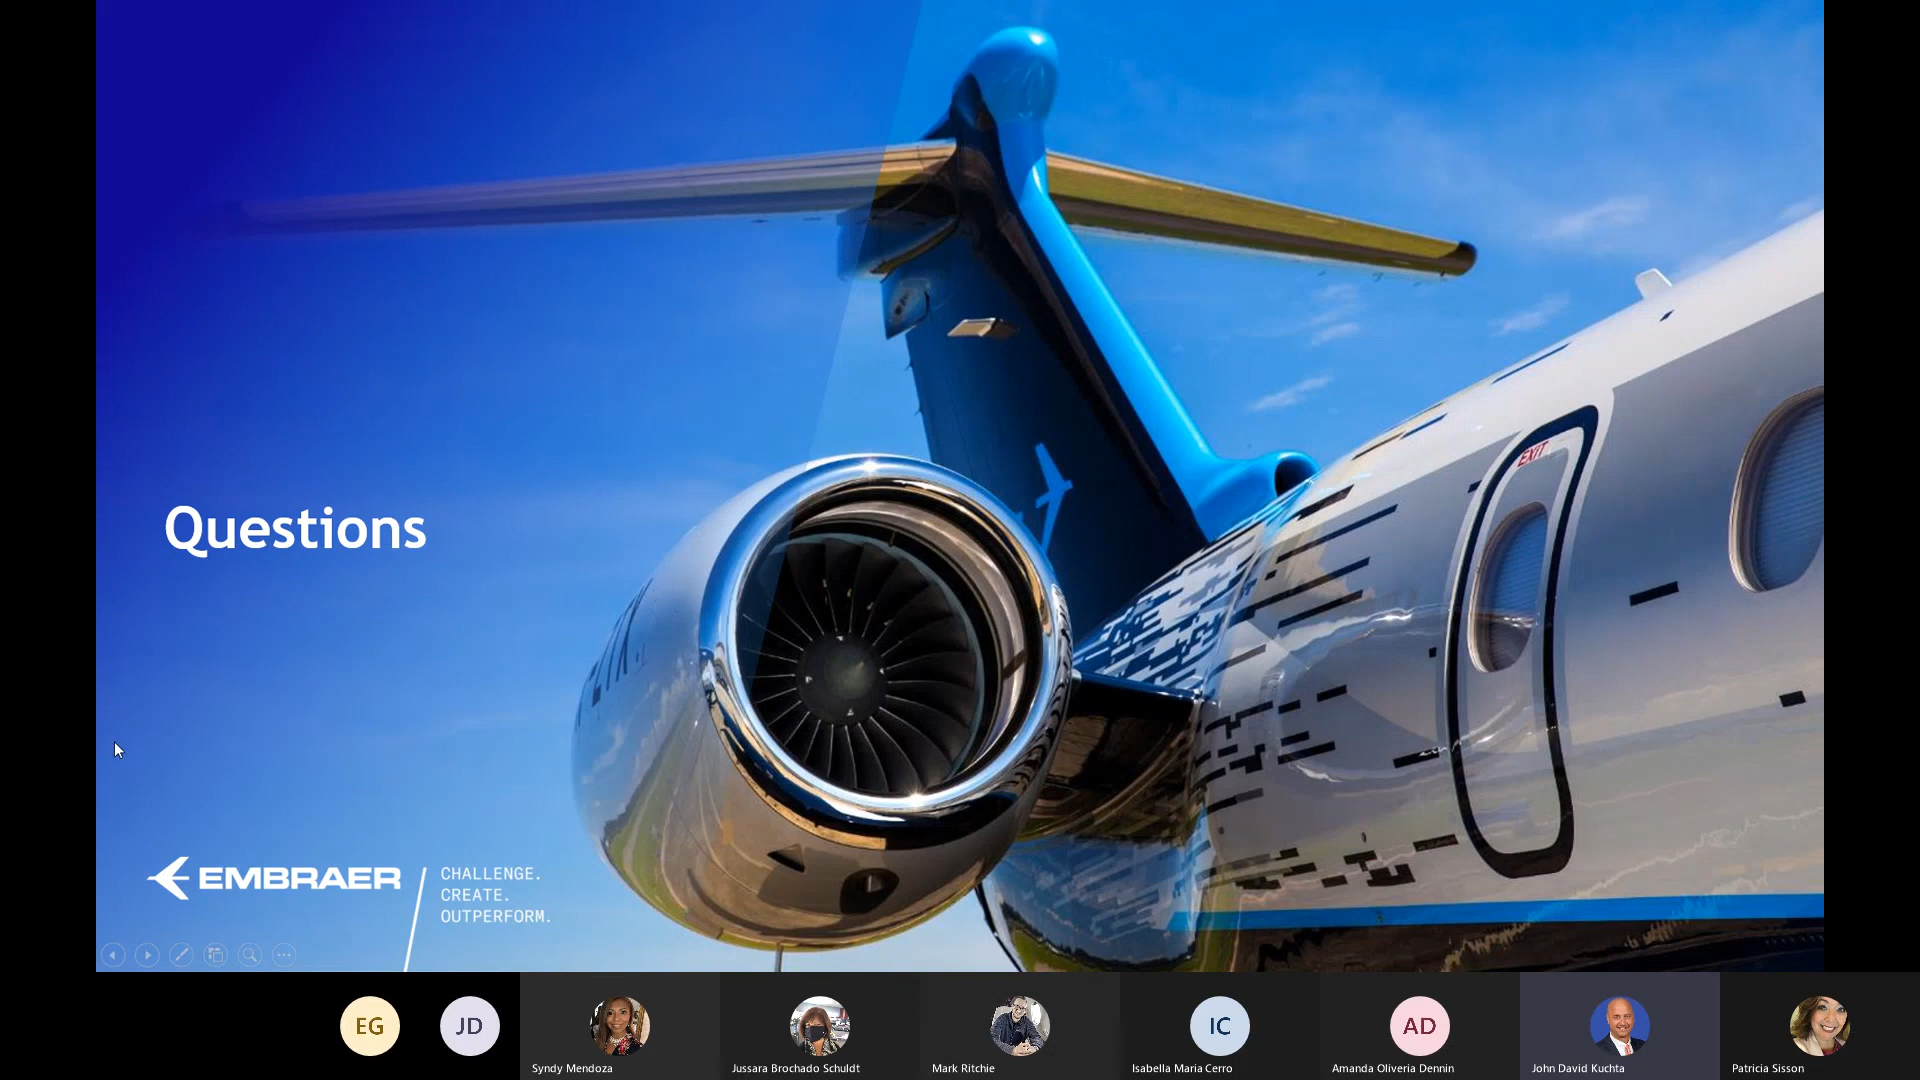 EXIT
Questions
EMBRAER
CHALLENGE.
CREATE.
OUTPERFORM.
EG
JD
IC
AD
Syndy Mendoza
Jussara Brochado Schuldt
Mark Ritchie
Isabella Maria Cerro
Amanda Oliveria Dennin
John David Kuchta
Patricia Sisson